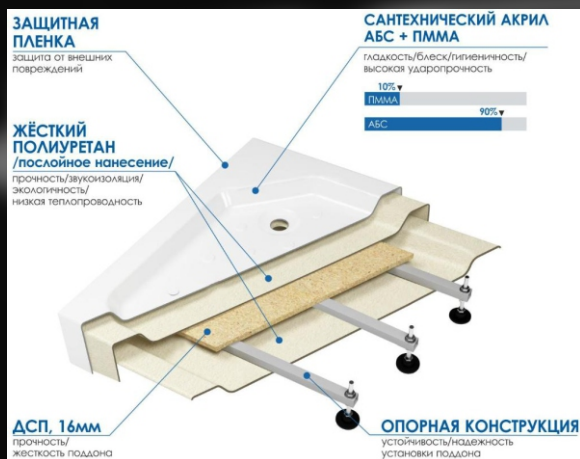 ЗАЩИТНАЯ
ПЛЕНКА
защита от внешних
повреждений
САНТЕХНИЧЕСКИЙ АКРИЛ
АБС + ПММА
гладкость/блеск/гигиеничность/
высокая ударопрочность
10%
ПММА
90%
АБС
ЖЁСТКИЙ
ПОЛИУРЕТАН
/послойное нанесение/
прочность/звукоизоляция/
экологичность/
низкая теплопроводность
ДСП, 16мм
прочность/
жесткость поддона
ОПОРНАЯ КОНСТРУКЦИЯ
устойчивость/надежность
установки поддона